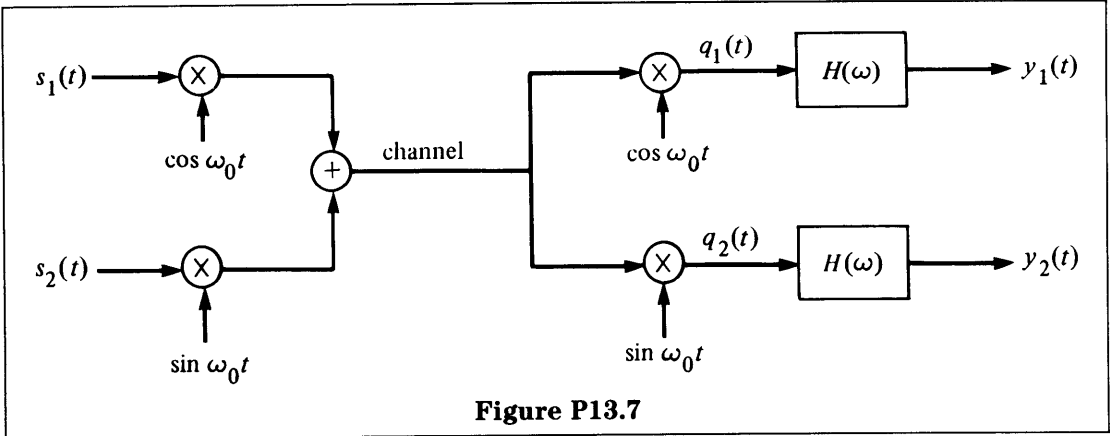 s₁(t)
×
cos ω₀t
s₂(t)
×
sin ω₀t
+
channel
×
cos ω₀t
q₁(t)
H(ω)
y₁(t)
×
sin ω₀t
q₂(t)
H(ω)
y₂(t)
Figure P13.7